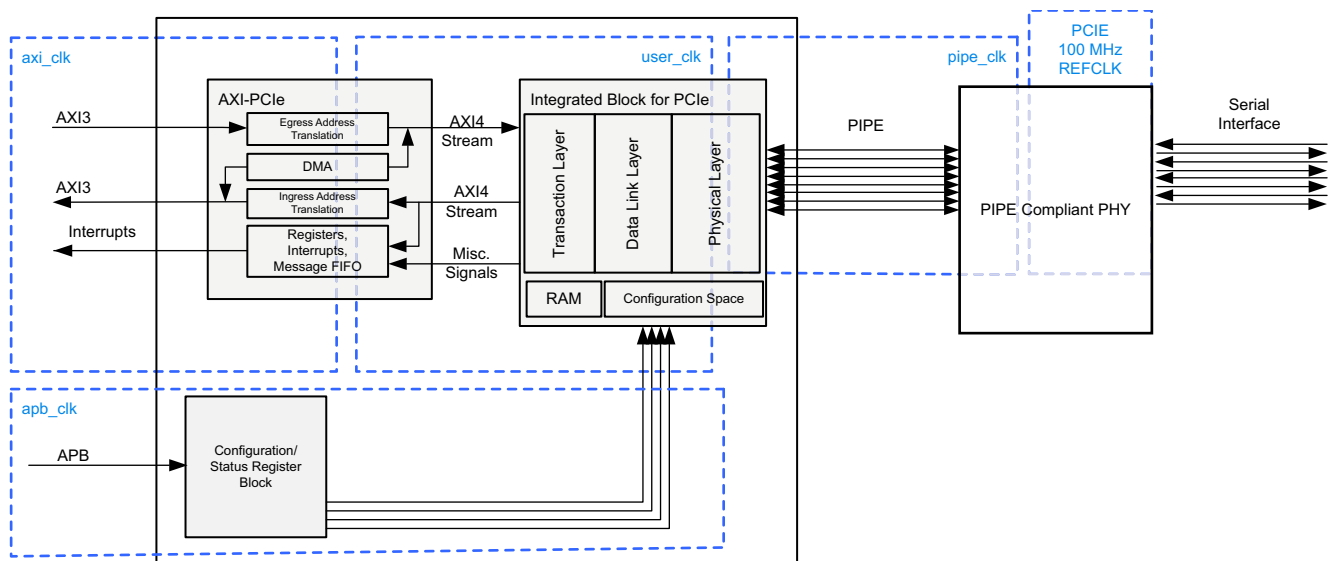 axi_clk
user_clk
pipe_clk
PCIE
100 MHz
REFCLK
AXI-PCIe
Integrated Block for PCIe
AXI3
Egress Address
Translation
AXI4
Stream
DMA
AXI3
Ingress Address
Translation
AXI4
Stream
Interrupts
Registers,
Interrupts,
Message FIFO
Misc.
Signals
Transaction Layer
Data Link Layer
Physical Layer
RAM
Configuration Space
PIPE
PIPE Compliant PHY
Serial
Interface
apb_clk
APB
Configuration/
Status Register
Block